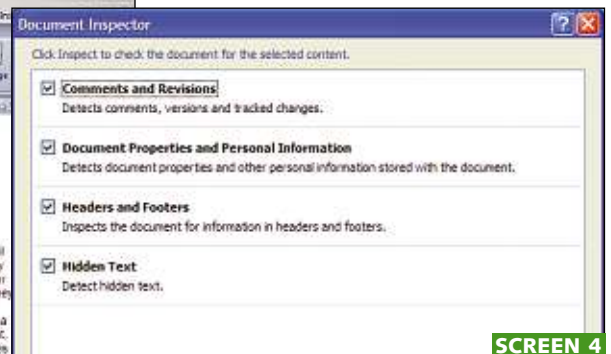 Document Inspector
Click Inspect to check the document for the selected content.
Comments and Revisions
Detects comments, versions and tracked changes.
Document Properties and Personal Information
Detects document properties and other personal information stored with the document.
Headers and Footers
Inspects the document for information in headers and footers.
Hidden Text
Detect hidden text.
SCREEN 4